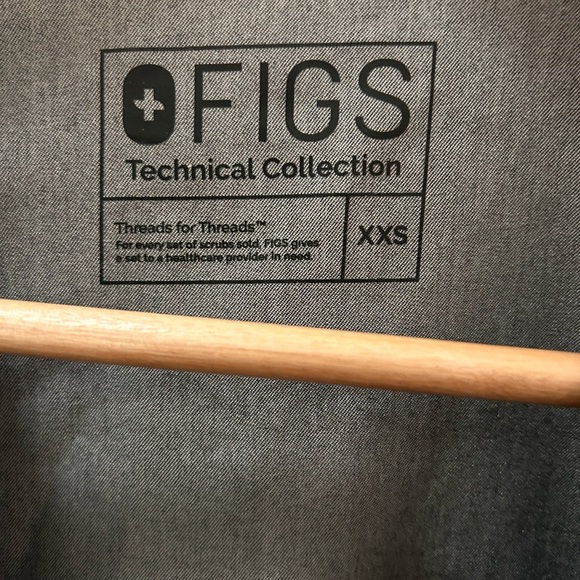 FIGS
Technical Collection
Threads for Threads™
For every set of scrubs sold, FIGS gives
a set to a healthcare provider in need.
XXS